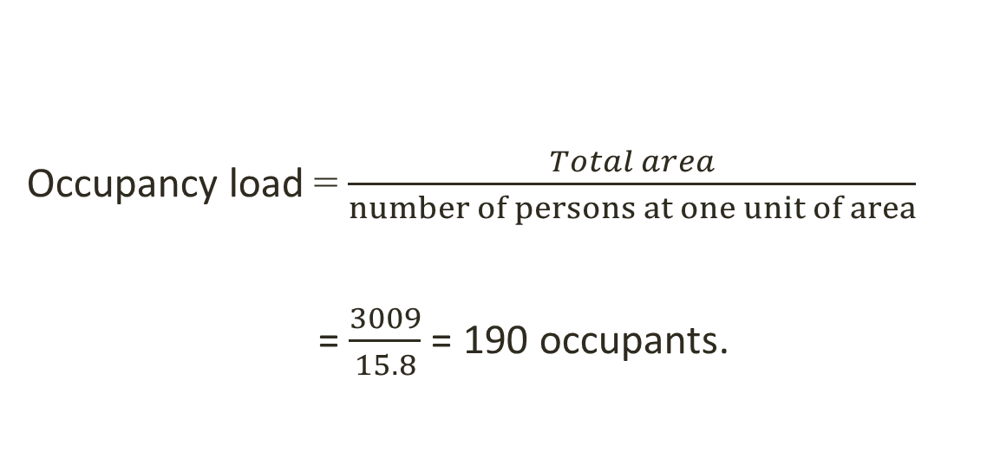 Occupancy load = Total area / number of persons at one unit of area
= 3009 / 15.8 = 190 occupants.